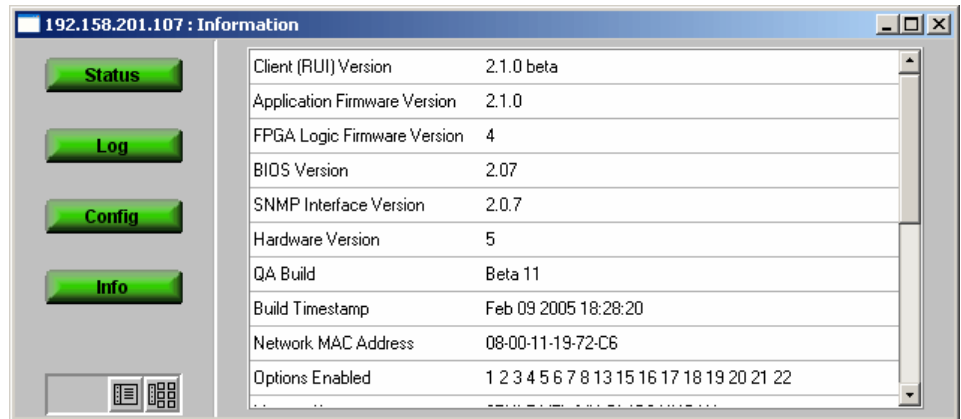 192.158.201.107 : Information
Status
Log
Config
Info
Client (RUI) Version 2.1.0 beta
Application Firmware Version 2.1.0
FPGA Logic Firmware Version 4
BIOS Version 2.07
SNMP Interface Version 2.0.7
Hardware Version 5
QA Build Beta 11
Build Timestamp Feb 09 2005 18:28:20
Network MAC Address 08-00-11-19-72-C6
Options Enabled 1 2 3 4 5 6 7 8 13 15 16 17 18 19 20 21 22